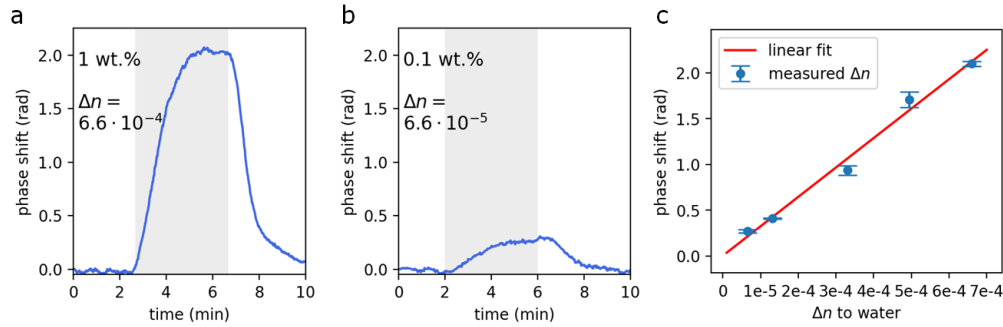 a
2.0
1.5
1.0
0.5
0.0
phase shift (rad)
1 wt.%
Δn =
6.6 · 10⁻⁴
0 2 4 6 8 10
time (min)
b
2.0
1.5
1.0
0.5
0.0
phase shift (rad)
0.1 wt.%
Δn =
6.6 · 10⁻⁵
0 2 4 6 8 10
time (min)
c
linear fit
measured Δn
2.0
1.5
1.0
0.5
0.0
phase shift (rad)
0 1e-5 2e-4 3e-4 4e-4 5e-4 6e-4 7e-4
Δn to water